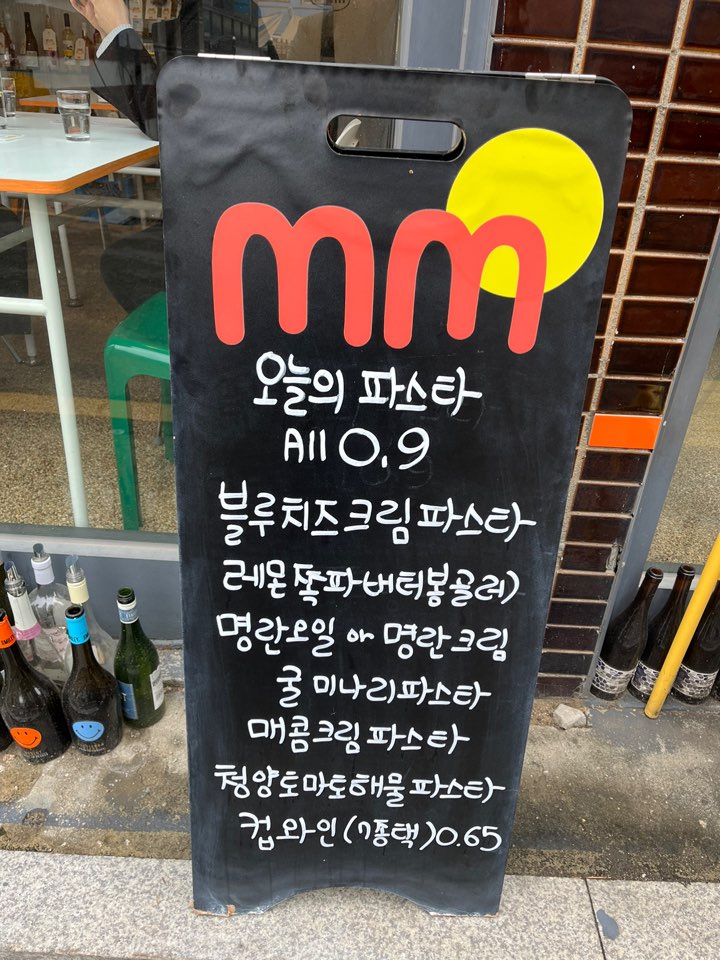 mm
오늘의 파스타
All 0.9
블루치즈크림파스타
레몬쪽파버터봉골레
명란오일 or 명란크림
굴미나리파스타
매콤크림파스타
청양토마토해물파스타
컵와인(7종택)0.65